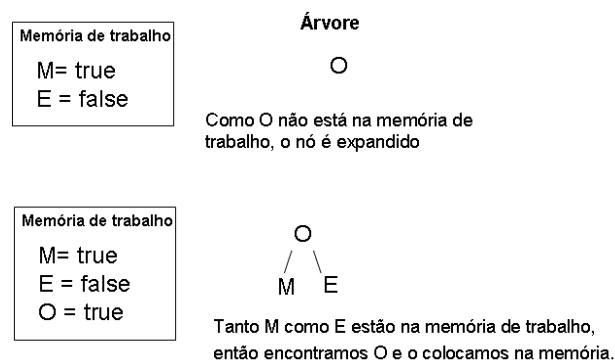 Memória de trabalho
M= true
E = false
Árvore
O
Como O não está na memória de
trabalho, o nó é expandido
Memória de trabalho
M= true
E = false
O = true
O
M E
Tanto M como E estão na memória de trabalho,
então encontramos O e o colocamos na memória.